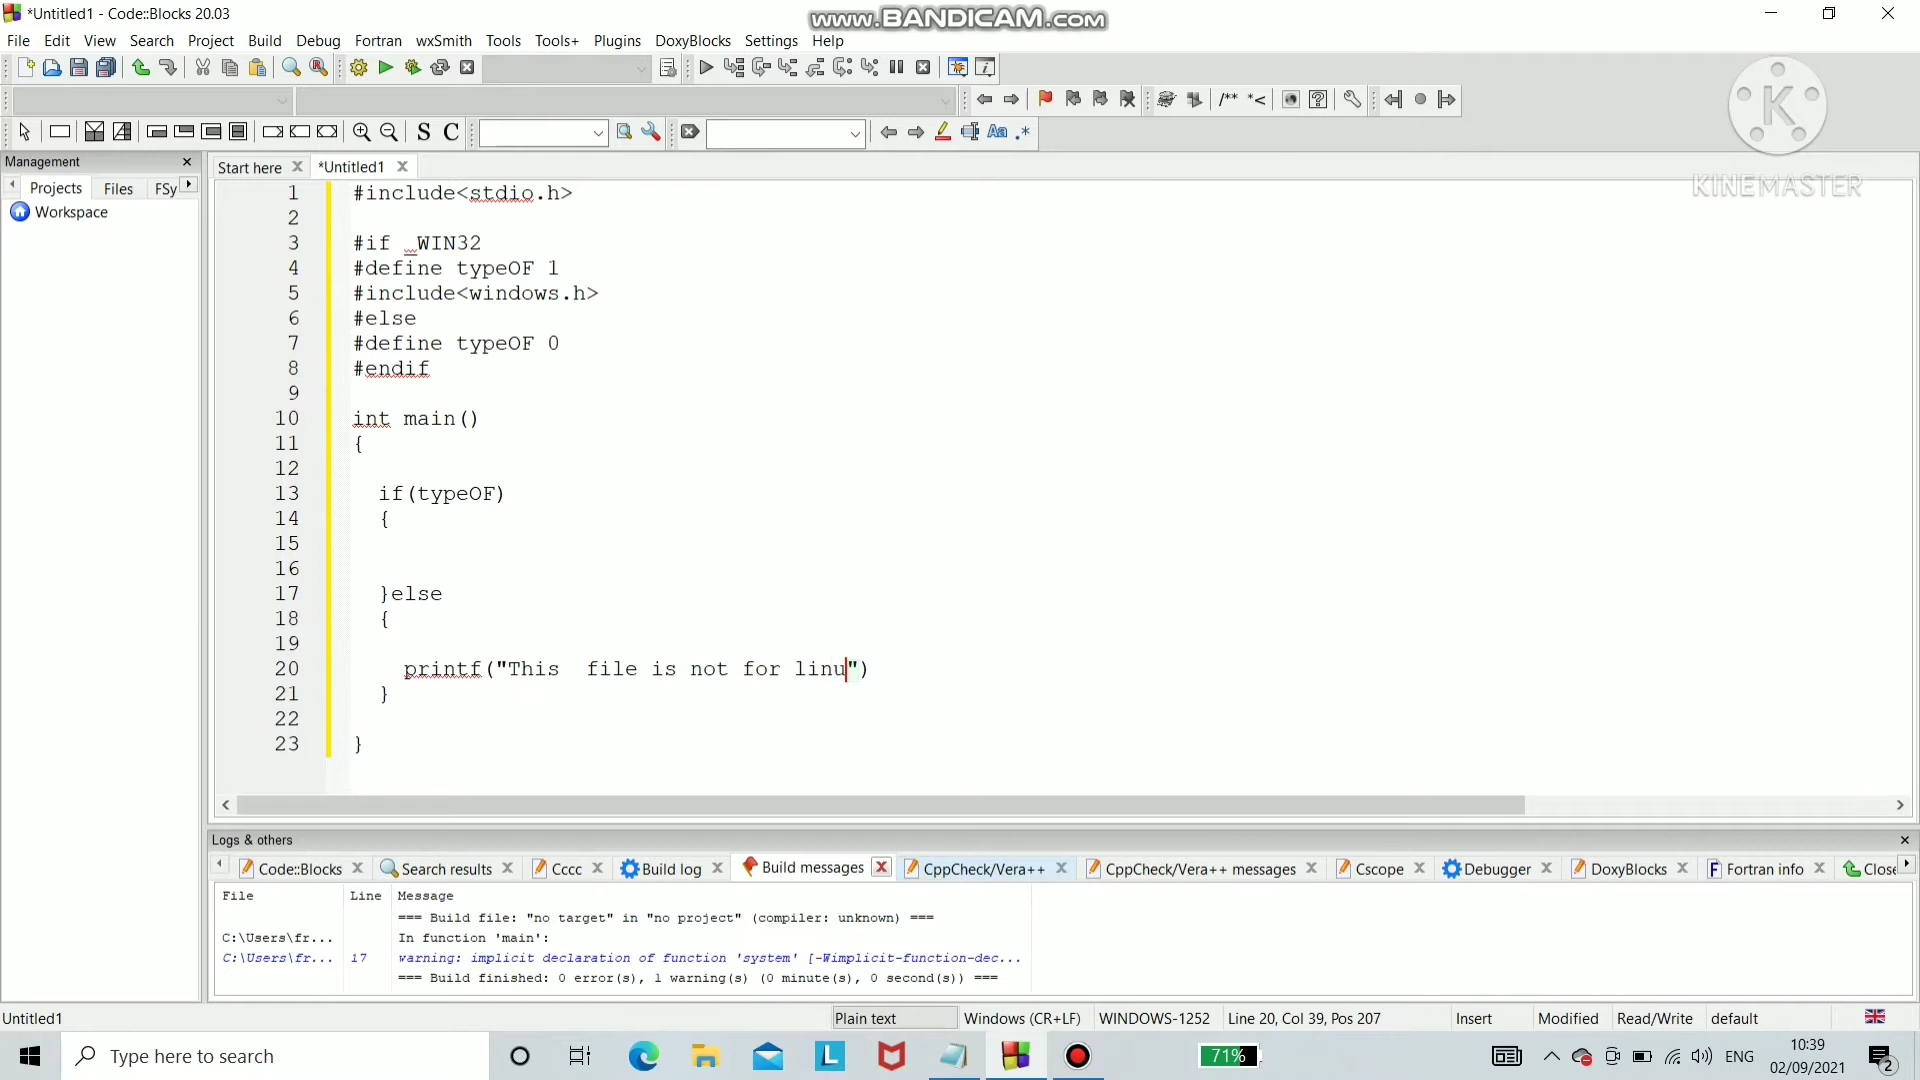 *Untitled1 - Code::Blocks 20.03
www.BANDICAM.com
File Edit View Search Project Build Debug Fortran wxSmith Tools Tools+ Plugins DoxyBlocks Settings Help
/** *<
S C
Aa .*
K
KINEMASTER
Management
Projects Files FSy
Workspace
Start here *Untitled1
1 #include<stdio.h>
2
3 #if _WIN32
4 #define typeOF 1
5 #include<windows.h>
6 #else
7 #define typeOF 0
8 #endif
9
10 int main()
11 {
12
13 if(typeOF)
14 {
15
16
17 }else
18 {
19
20 printf("This  file is not for linu")
21 }
22
23 }
Logs & others
Code::Blocks Search results Cccc Build log Build messages CppCheck/Vera++ CppCheck/Vera++ messages Cscope Debugger DoxyBlocks Fortran info Close
File Line Message
=== Build file: "no target" in "no project" (compiler: unknown) ===
C:\Users\fr... In function 'main':
C:\Users\fr... 17 warning: implicit declaration of function 'system' [-Wimplicit-function-dec...
=== Build finished: 0 error(s), 1 warning(s) (0 minute(s), 0 second(s)) ===
Untitled1 Plain text Windows (CR+LF) WINDOWS-1252 Line 20, Col 39, Pos 207 Insert Modified Read/Write default
Type here to search
L
71%
ENG
10:39
02/09/2021
2